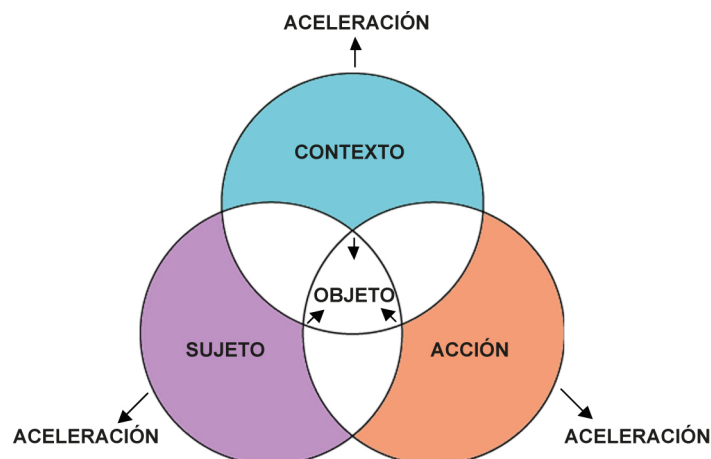 ACELERACIÓN
CONTEXTO
OBJETO
SUJETO
ACCIÓN
ACELERACIÓN
ACELERACIÓN